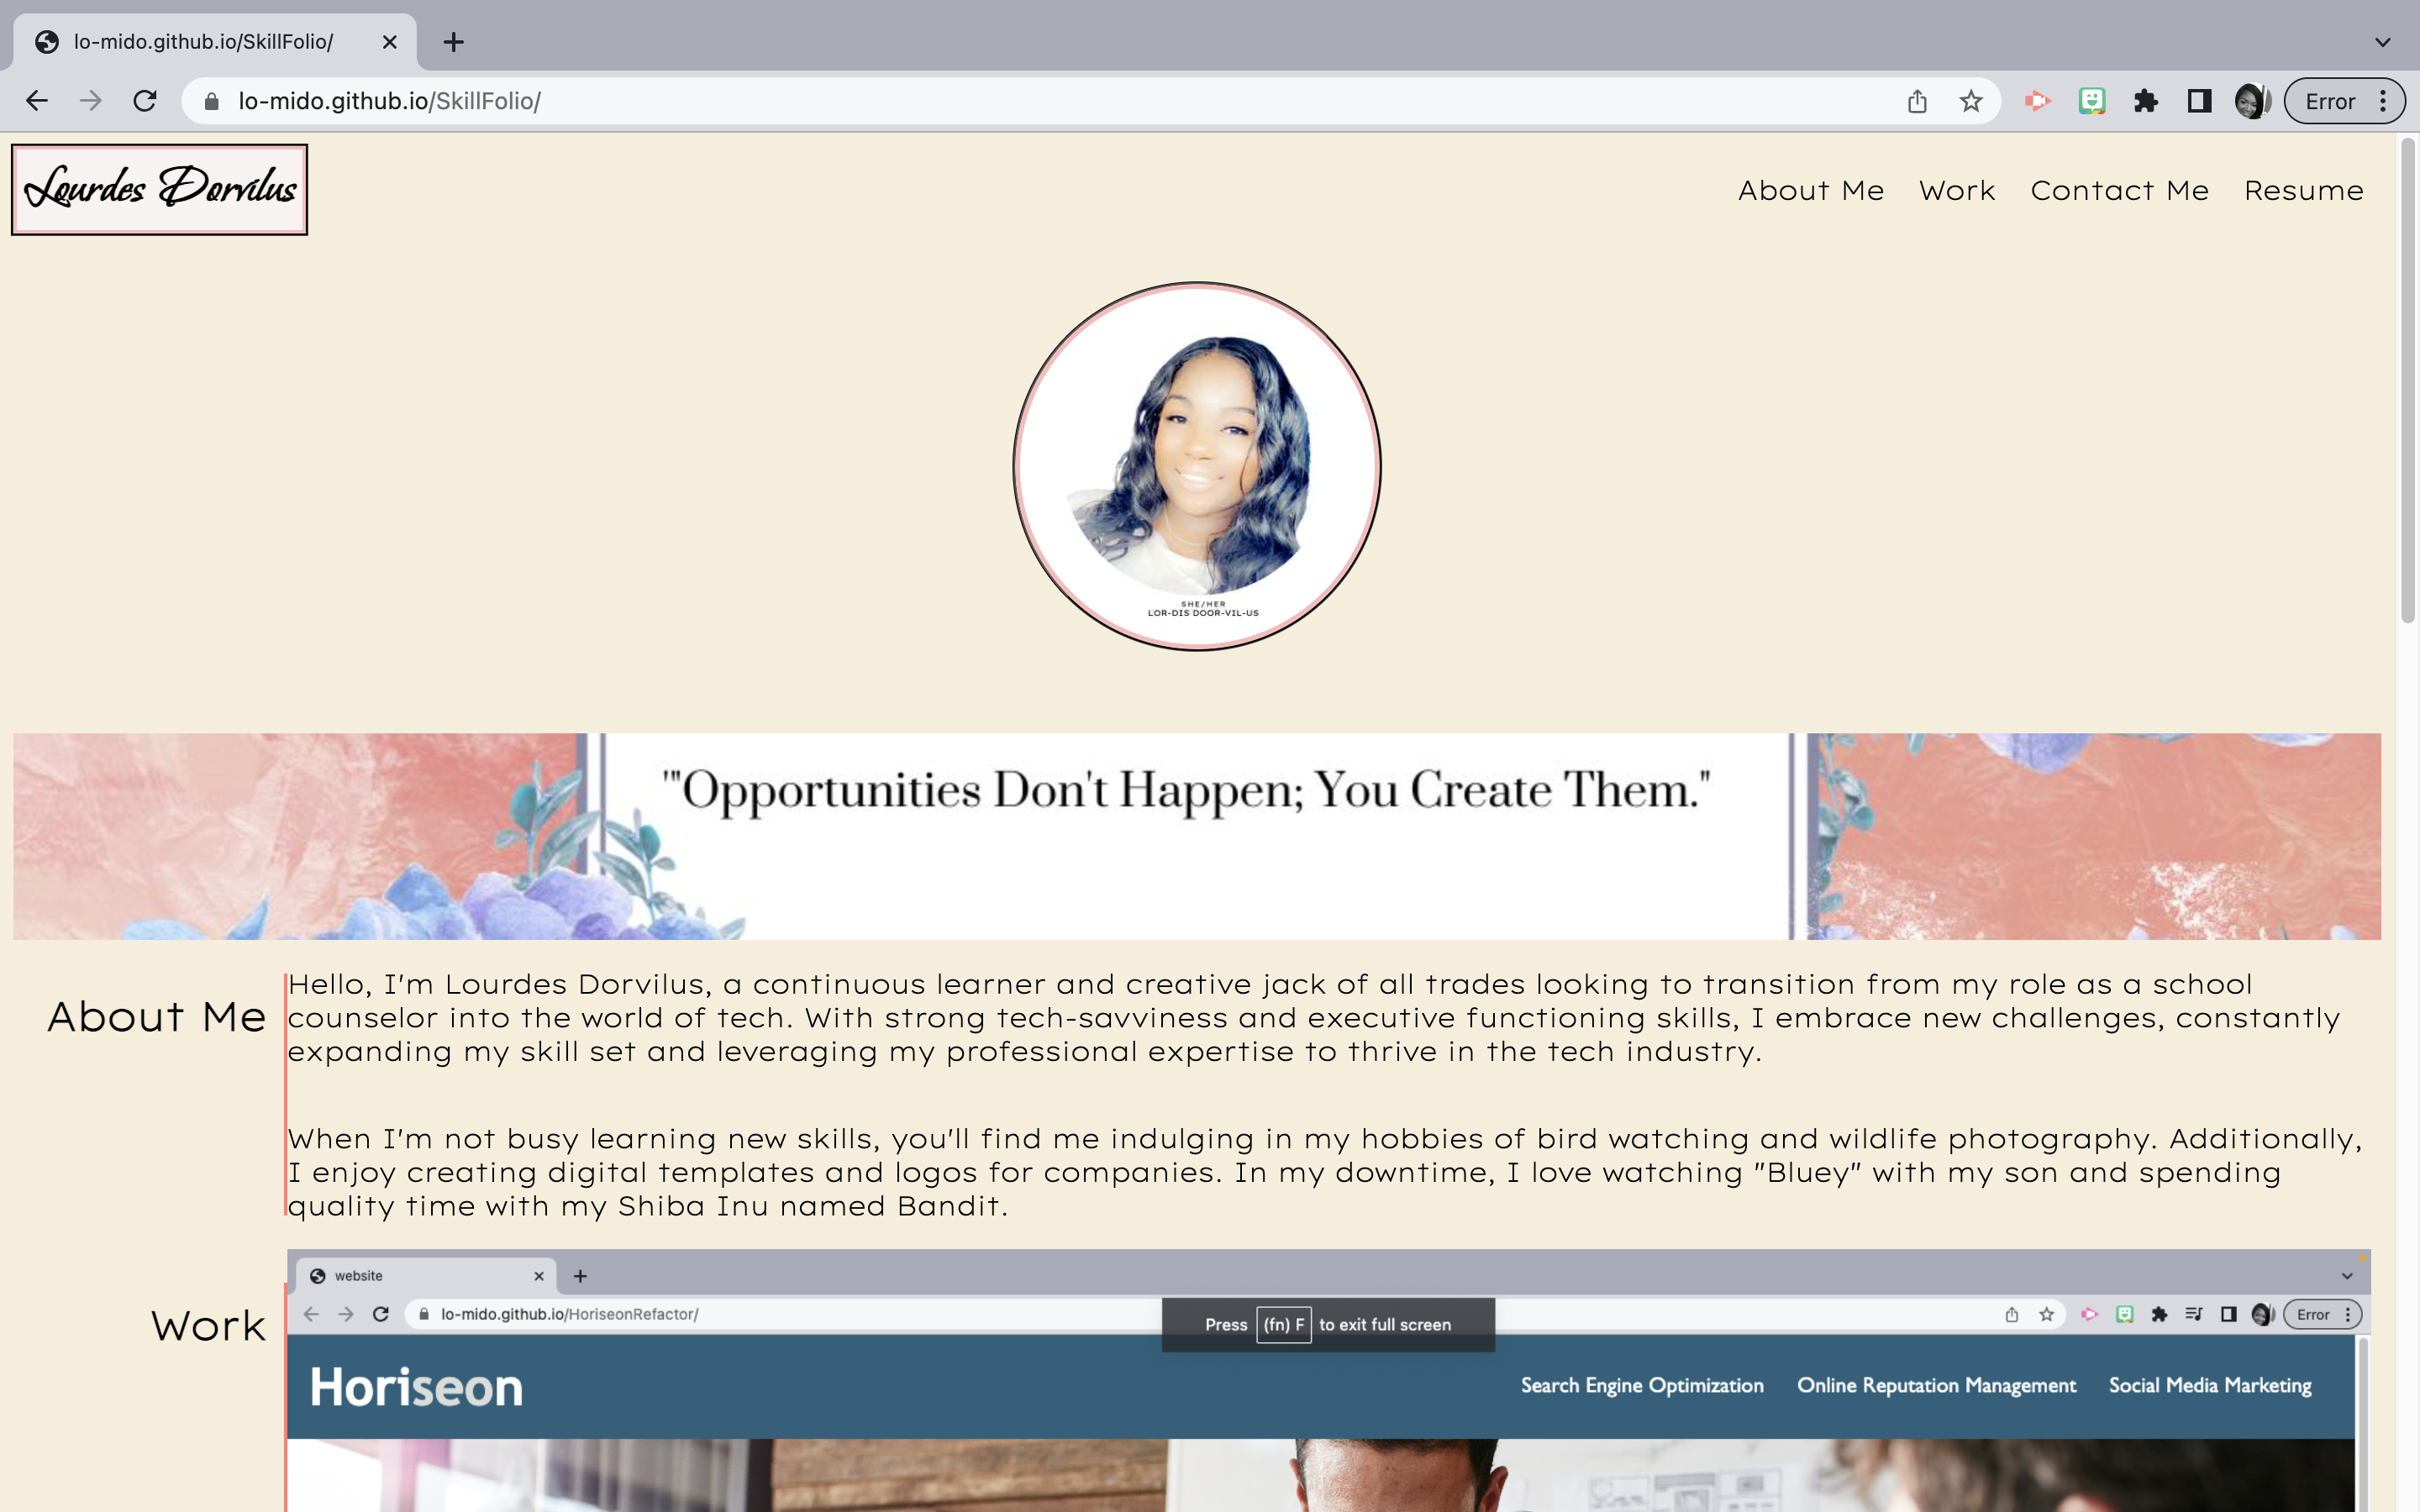 lo-mido.github.io/SkillFolio/
lo-mido.github.io/SkillFolio/
Error
Lourdes Dorvilus
About Me Work Contact Me Resume
SHE/HER
LOR-DIS DOOR-VIL-US
'"Opportunities Don't Happen; You Create Them."
About Me
Hello, I'm Lourdes Dorvilus, a continuous learner and creative jack of all trades looking to transition from my role as a school
counselor into the world of tech. With strong tech-savviness and executive functioning skills, I embrace new challenges, constantly
expanding my skill set and leveraging my professional expertise to thrive in the tech industry.
When I'm not busy learning new skills, you'll find me indulging in my hobbies of bird watching and wildlife photography. Additionally,
I enjoy creating digital templates and logos for companies. In my downtime, I love watching "Bluey" with my son and spending
quality time with my Shiba Inu named Bandit.
Work
website
lo-mido.github.io/HoriseonRefactor/
Error
Press (fn) F to exit full screen
Horiseon
Search Engine Optimization Online Reputation Management Social Media Marketing